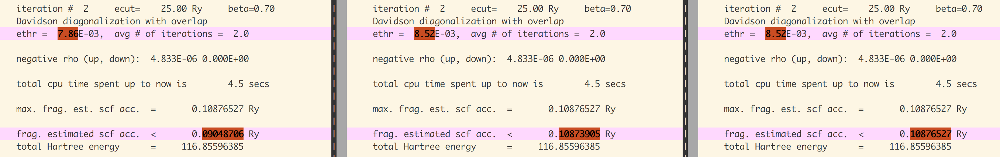 iteration #  2     ecut=    25.00 Ry     beta=0.70
Davidson diagonalization with overlap
ethr =  7.86E-03,  avg # of iterations =  2.0
negative rho (up, down):  4.833E-06 0.000E+00
total cpu time spent up to now is        4.5 secs
max. frag. est. scf acc.  =       0.10876527 Ry
frag. estimated scf acc.  <       0.09048706 Ry
total Hartree energy      =     116.85596385
iteration #  2     ecut=    25.00 Ry     beta=0.70
Davidson diagonalization with overlap
ethr =  8.52E-03,  avg # of iterations =  2.0
negative rho (up, down):  4.833E-06 0.000E+00
total cpu time spent up to now is        4.5 secs
max. frag. est. scf acc.  =       0.10876527 Ry
frag. estimated scf acc.  <       0.10873905 Ry
total Hartree energy      =     116.85596385
iteration #  2     ecut=    25.00 Ry     beta=0.70
Davidson diagonalization with overlap
ethr =  8.52E-03,  avg # of iterations =  2.0
negative rho (up, down):  4.833E-06 0.000E+00
total cpu time spent up to now is        4.5 secs
max. frag. est. scf acc.  =       0.10876527 Ry
frag. estimated scf acc.  <       0.10876527 Ry
total Hartree energy      =     116.85596385